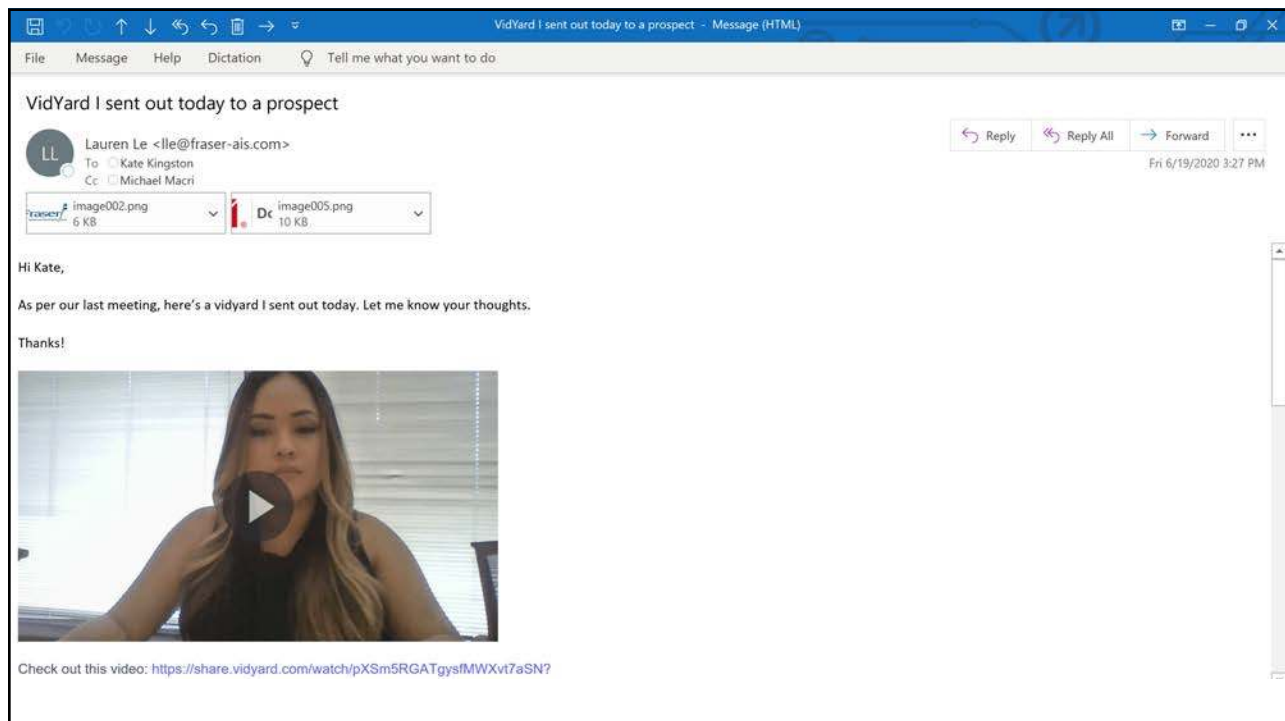 VidYard I sent out today to a prospect - Message (HTML)
File Message Help Dictation Tell me what you want to do
VidYard I sent out today to a prospect
LL
Lauren Le <lle@fraser-ais.com>
To Kate Kingston
Cc Michael Macri
Reply Reply All Forward
Fri 6/19/2020 3:27 PM
image002.png
6 KB
image005.png
10 KB
Hi Kate,
As per our last meeting, here's a vidyard I sent out today. Let me know your thoughts.
Thanks!
Check out this video: https://share.vidyard.com/watch/pXSm5RGATgysfMWXvt7aSN?